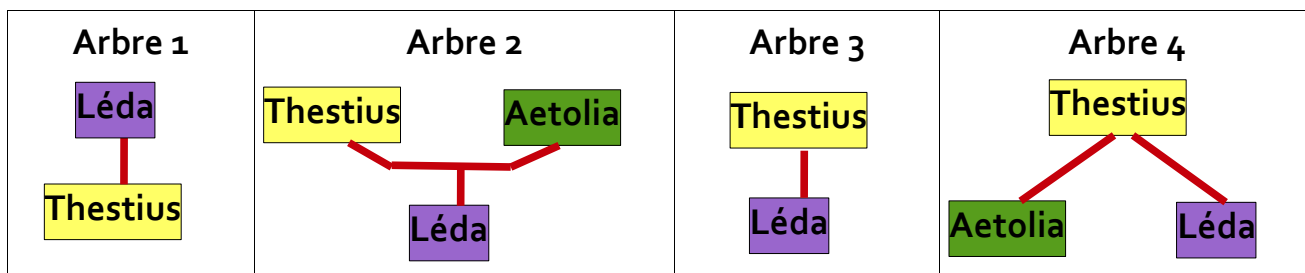 Arbre 1
Léda
Thestius
Arbre 2
Thestius
Aetolia
Léda
Arbre 3
Thestius
Léda
Arbre 4
Thestius
Aetolia
Léda